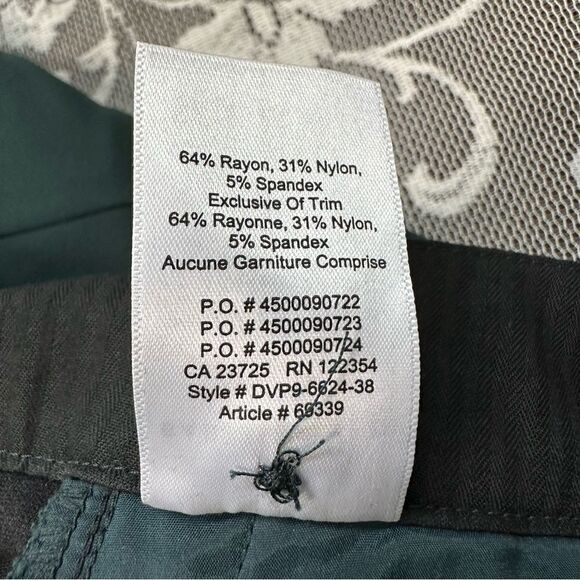 64% Rayon, 31% Nylon,
5% Spandex
Exclusive Of Trim
64% Rayonne, 31% Nylon,
5% Spandex
Aucune Garniture Comprise
P.O. # 4500090722
P.O. # 4500090723
P.O. # 4500090724
CA 23725 RN 122354
Style # DVP9-6624-38
Article # 69339